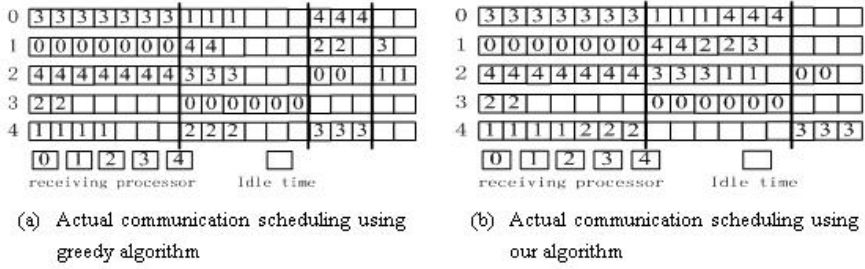 0 3 3 3 3 3 3 3 1 1 1 4 4 4
1 0 0 0 0 0 0 0 4 4 2 2 3
2 4 4 4 4 4 4 4 3 3 3 0 0 1 1
3 2 2 0 0 0 0 0 0
4 1 1 1 1 2 2 2 3 3 3
0 1 2 3 4
receiving processor Idle time
(a) Actual communication scheduling using
greedy algorithm
0 3 3 3 3 3 3 3 1 1 1 4 4 4
1 0 0 0 0 0 0 0 4 4 2 2 3
2 4 4 4 4 4 4 4 3 3 3 1 1 0 0
3 2 2 0 0 0 0 0 0
4 1 1 1 1 2 2 2 3 3 3
0 1 2 3 4
receiving processor Idle time
(b) Actual communication scheduling using
our algorithm